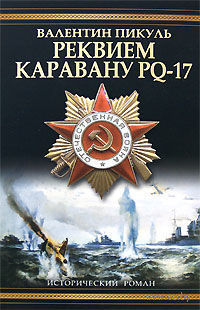 ВАЛЕНТИН ПИКУЛЬ
РЕКВИЕМ
КАРАВАНУ PQ-17
ОТЕЧЕСТВЕННАЯ ВОЙНА
ИСТОРИЧЕСКИЙ РОМАН